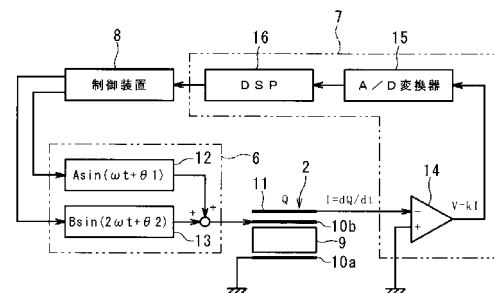 7
8
16
15
制御装置
DSP
A/D変換器
12
6
2
14
Asin(ωt+θ1)
11
Q
I=dQ/dt
V=kI
Bsin(2ωt+θ2)
+
+
-
+
10b
9
13
10a